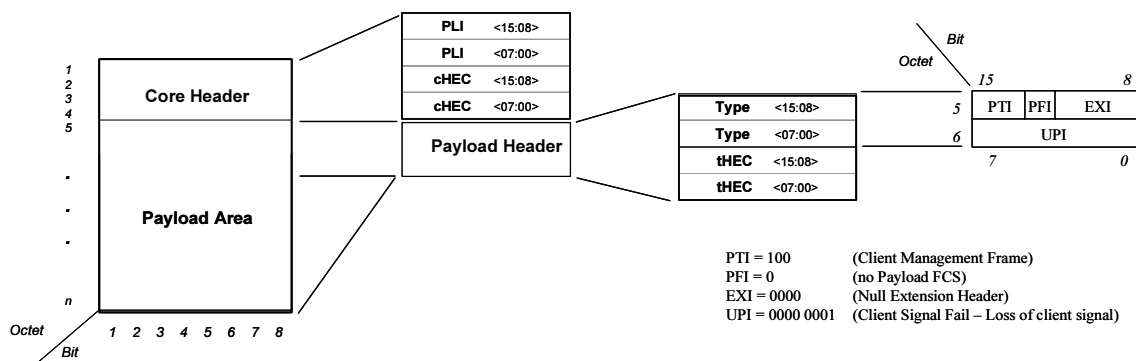 1
2
3
4
5
.
.
.
n
Octet
Bit
1 2 3 4 5 6 7 8
Core Header
Payload Area
PLI <15:08>
PLI <07:00>
cHEC <15:08>
cHEC <07:00>
Payload Header
Type <15:08>
Type <07:00>
tHEC <15:08>
tHEC <07:00>
Bit
Octet
15 8
5 PTI PFI EXI
6 UPI
7 0
PTI = 100 (Client Management Frame)
PFI = 0 (no Payload FCS)
EXI = 0000 (Null Extension Header)
UPI = 0000 0001 (Client Signal Fail – Loss of client signal)